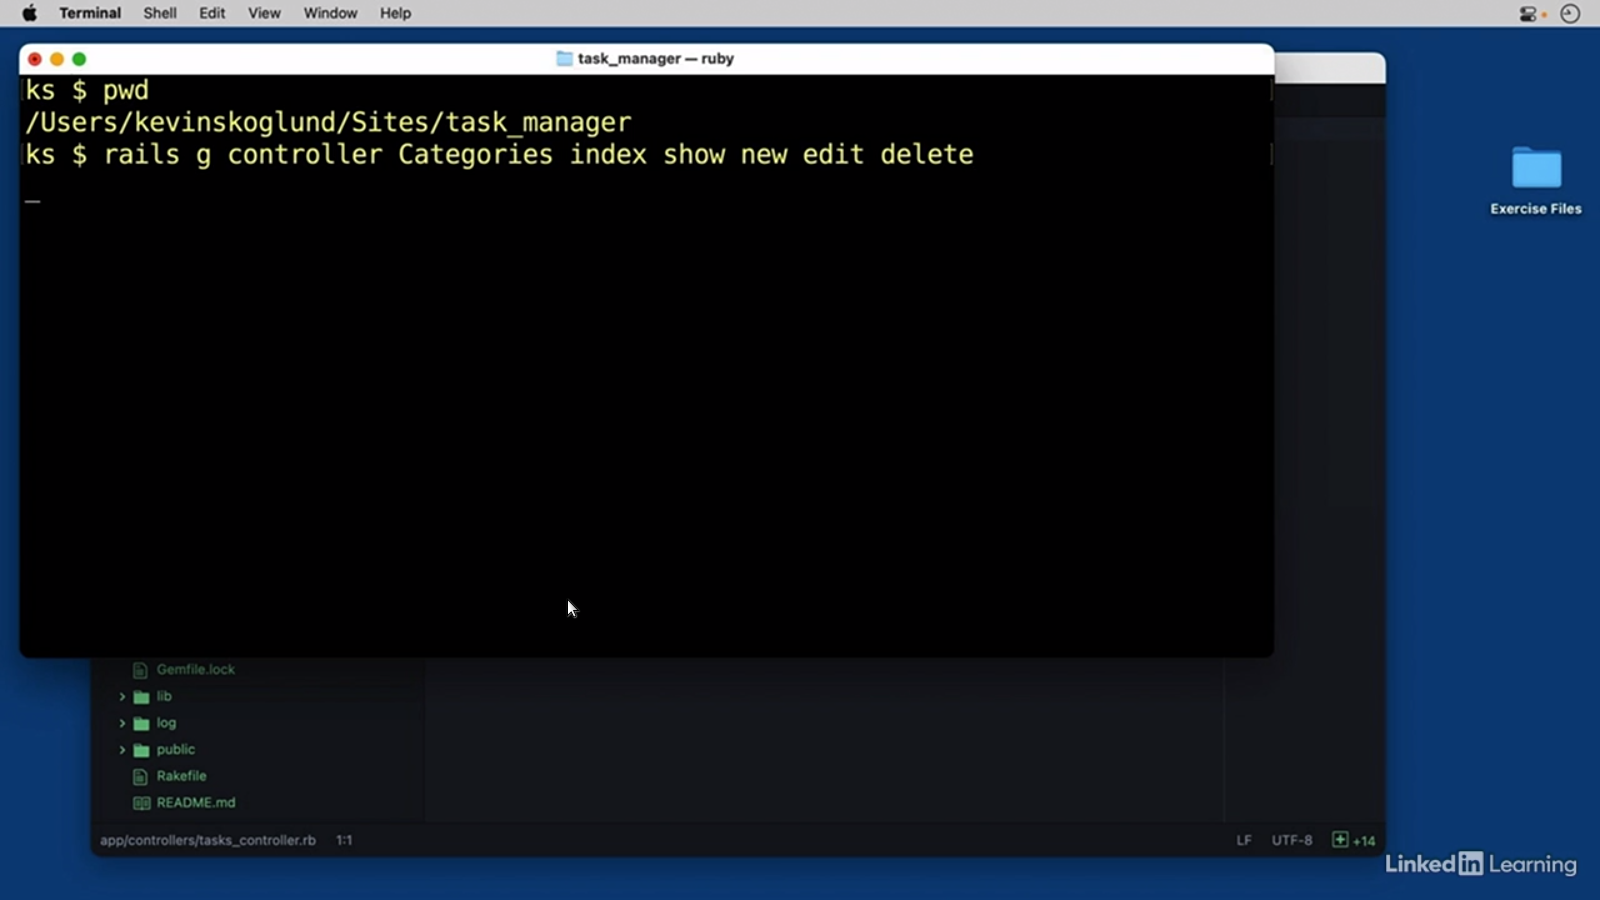 Terminal Shell Edit View Window Help
task_manager — ruby
ks $ pwd
/Users/kevinskoglund/Sites/task_manager
ks $ rails g controller Categories index show new edit delete
Exercise Files
Gemfile.lock
lib
log
public
Rakefile
README.md
app/controllers/tasks_controller.rb 1:1 LF UTF-8 +14
LinkedIn Learning